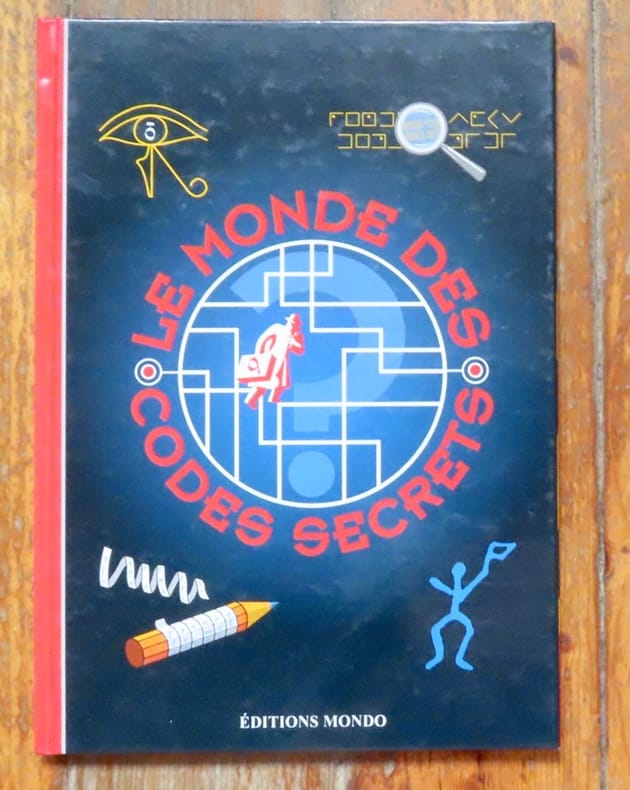 LE MONDE DES
CODES SECRETS
ÉDITIONS MONDO